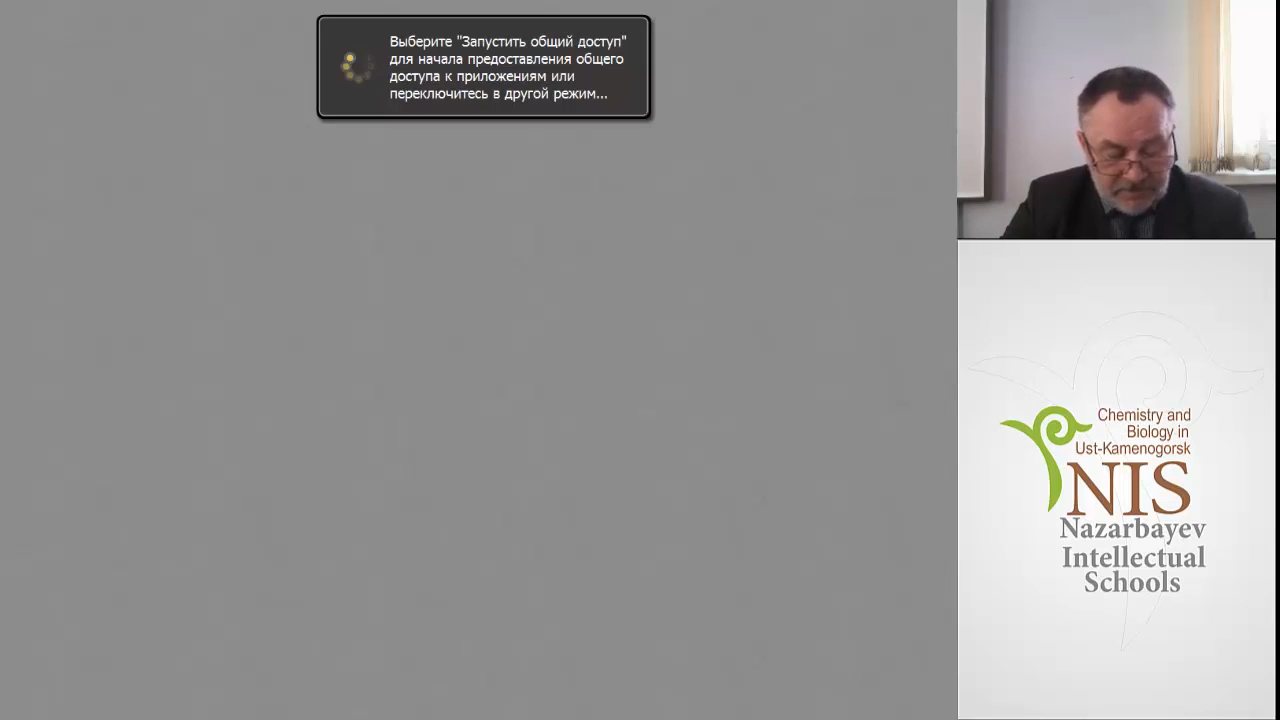 Выберите "Запустить общий доступ"
для начала предоставления общего
доступа к приложениям или
переключитесь в другой режим...
Chemistry and
Biology in
Ust-Kamenogorsk
NIS
Nazarbayev
Intellectual
Schools